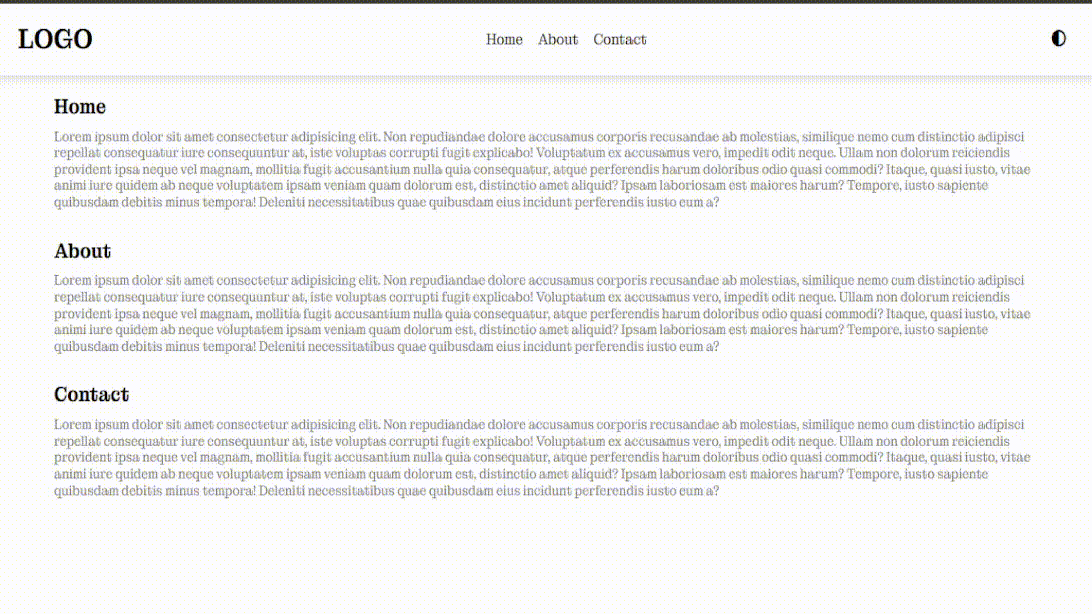 LOGO
Home About Contact
Home
Lorem ipsum dolor sit amet consectetur adipisicing elit. Non repudiandae dolore accusamus corporis recusandae ab molestias, similique nemo cum distinctio adipisci
repellat consequatur iure consequuntur at, iste voluptas corrupti fugit explicabo! Voluptatum ex accusamus vero, impedit odit neque. Ullam non dolorum reiciendis
provident ipsa neque vel magnam, mollitia fugit accusantium nulla quia consequatur, atque perferendis harum doloribus odio quasi commodi? Itaque, quasi iusto, vitae
animi iure quidem ab neque voluptatem ipsam veniam quam dolorum est, distinctio amet aliquid? Ipsum laboriosam est maiores harum? Tempore, iusto sapiente
quibusdam debitis minus tempora! Deleniti necessitatibus quae quibusdam eius incidunt perferendis iusto eum a?
About
Lorem ipsum dolor sit amet consectetur adipisicing elit. Non repudiandae dolore accusamus corporis recusandae ab molestias, similique nemo cum distinctio adipisci
repellat consequatur iure consequuntur at, iste voluptas corrupti fugit explicabo! Voluptatum ex accusamus vero, impedit odit neque. Ullam non dolorum reiciendis
provident ipsa neque vel magnam, mollitia fugit accusantium nulla quia consequatur, atque perferendis harum doloribus odio quasi commodi? Itaque, quasi iusto, vitae
animi iure quidem ab neque voluptatem ipsam veniam quam dolorum est, distinctio amet aliquid? Ipsam laboriosam est maiores harum? Tempore, iusto sapiente
quibusdam debitis minus tempora! Deleniti necessitatibus quae quibusdam eius incidunt perferendis iusto eum a?
Contact
Lorem ipsum dolor sit amet consectetur adipisicing elit. Non repudiandae dolore accusamus corporis recusandae ab molestias, similique nemo cum distinctio adipisci
repellat consequatur iure consequuntur at, iste voluptas corrupti fugit explicabo! Voluptatum ex accusamus vero, impedit odit neque. Ullam non dolorum reiciendis
provident ipsa neque vel magnam, mollitia fugit accusantium nulla quia consequatur, atque perferendis harum doloribus odio quasi commodi? Itaque, quasi iusto, vitae
animi iure quidem ab neque voluptatem ipsam veniam quam dolorum est, distinctio amet aliquid? Ipsam laboriosam est maiores harum? Tempore, iusto sapiente
quibusdam debitis minus tempora! Deleniti necessitatibus quae quibusdam eius incidunt perferendis iusto eum a?